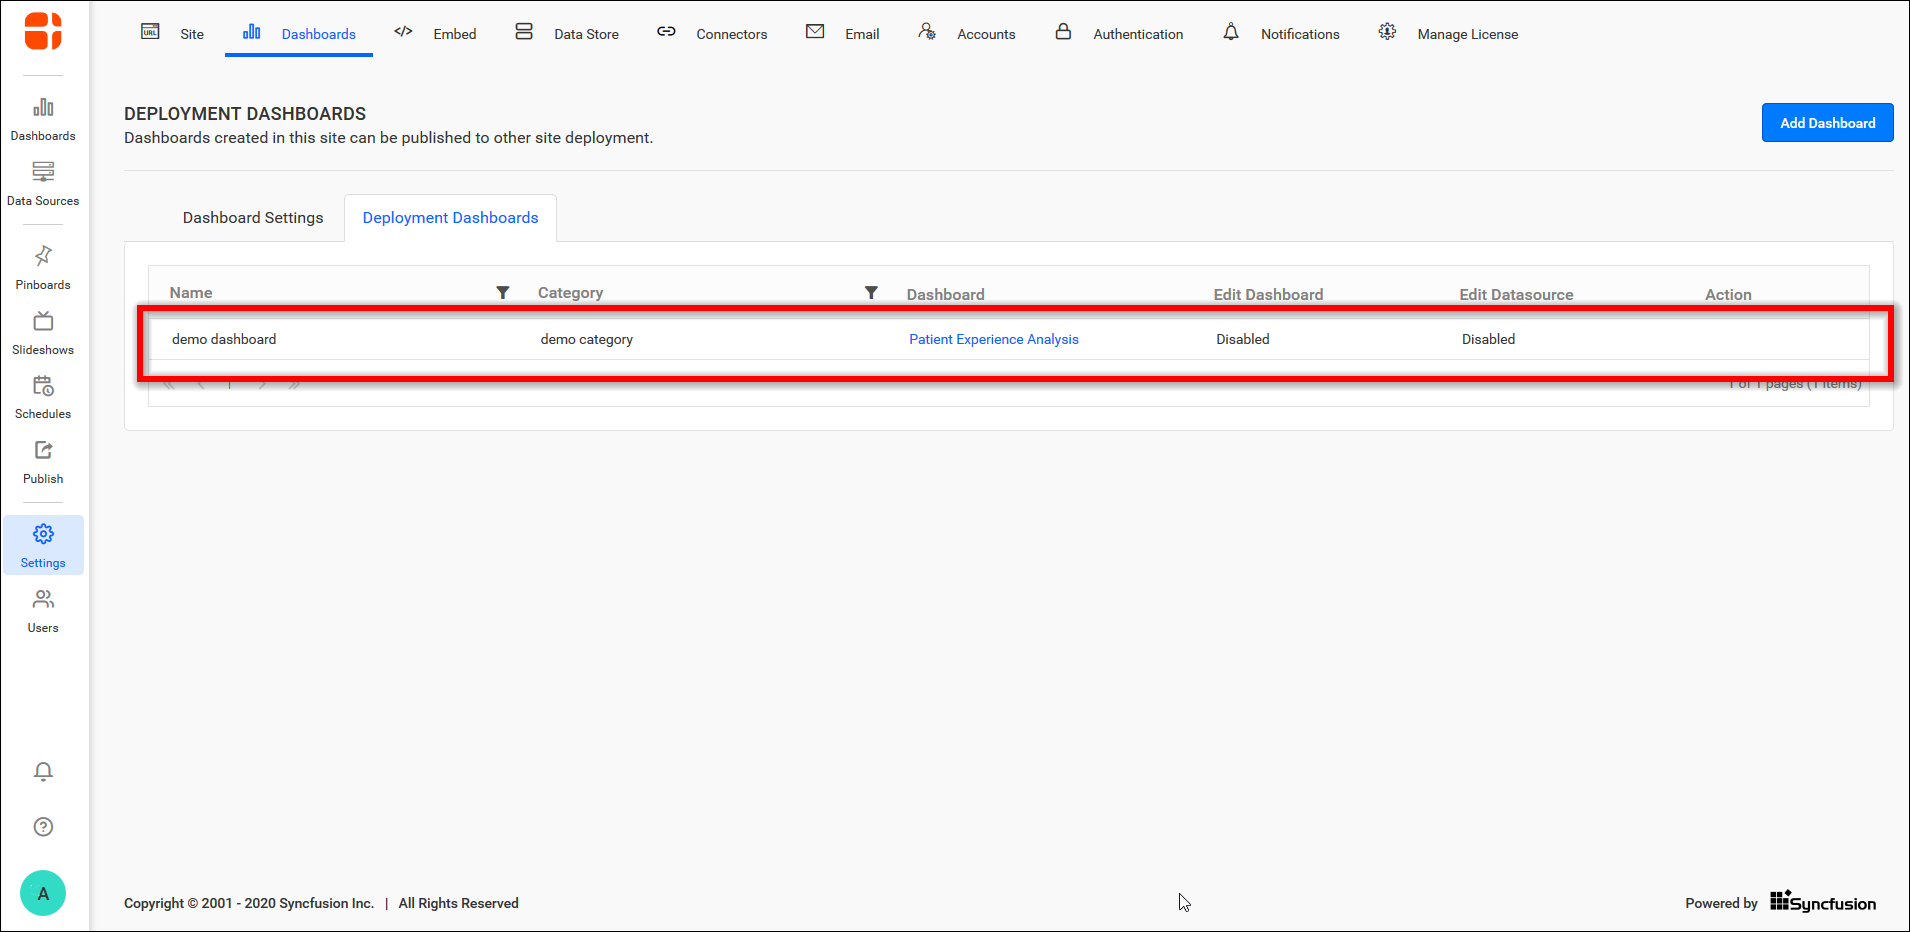 URL Site Dashboards Embed Data Store Connectors Email Accounts Authentication Notifications Manage License
Dashboards
Data Sources
Pinboards
Slideshows
Schedules
Publish
Settings
Users
A
DEPLOYMENT DASHBOARDS
Dashboards created in this site can be published to other site deployment.
Add Dashboard
Dashboard Settings Deployment Dashboards
Name Category Dashboard Edit Dashboard Edit Datasource Action
demo dashboard demo category Patient Experience Analysis Disabled Disabled
1 of 1 pages (1 items)
Copyright © 2001 - 2020 Syncfusion Inc. | All Rights Reserved
Powered by Syncfusion